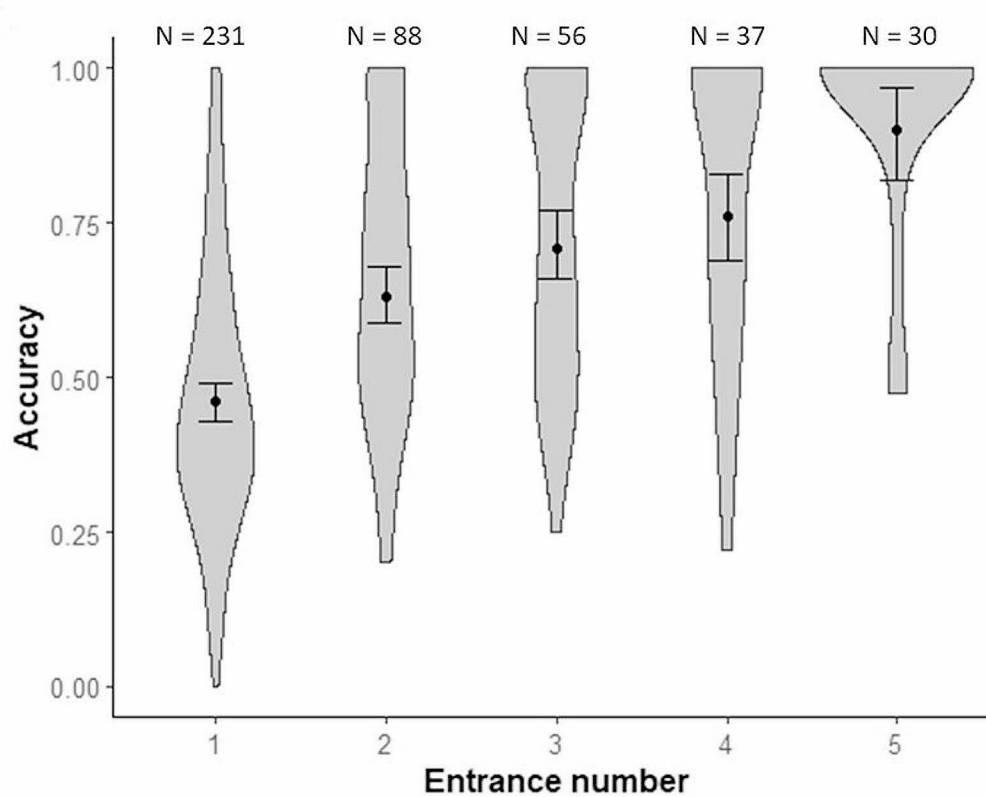 N = 231 N = 88 N = 56 N = 37 N = 30
1.00
0.75
0.50
0.25
0.00
Accuracy
1 2 3 4 5
Entrance number